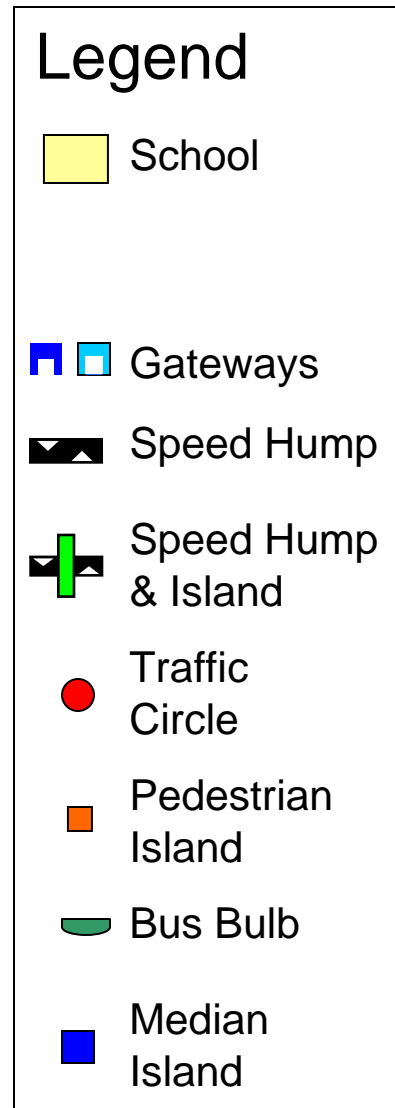 Legend
School
Gateways
Speed Hump
Speed Hump
& Island
Traffic
Circle
Pedestrian
Island
Bus Bulb
Median
Island